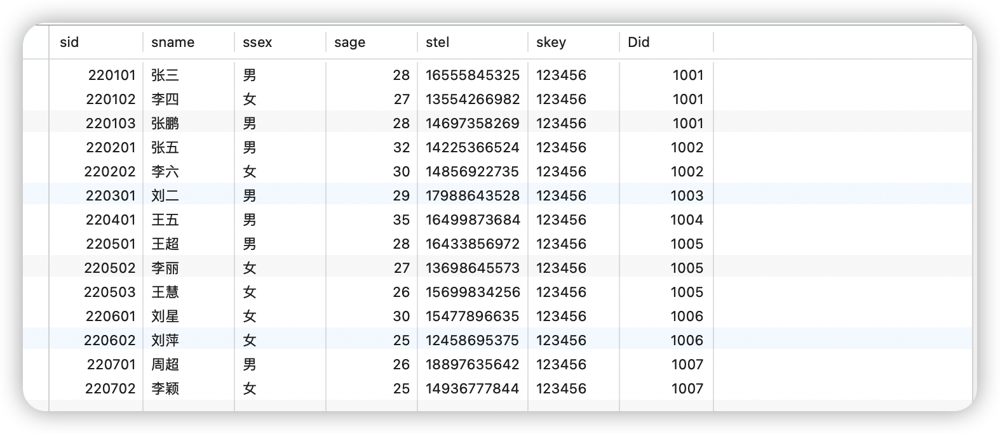 sid sname ssex sage stel skey Did
220101 张三 男 28 16555845325 123456 1001
220102 李四 女 27 13554266982 123456 1001
220103 张鹏 男 28 14697358269 123456 1001
220201 张五 男 32 14225366524 123456 1002
220202 李六 女 30 14856922735 123456 1002
220301 刘二 男 29 17988643528 123456 1003
220401 王五 男 35 16499873684 123456 1004
220501 王超 男 28 16433856972 123456 1005
220502 李丽 女 27 13698645573 123456 1005
220503 王慧 女 26 15699834256 123456 1005
220601 刘星 女 30 15477896635 123456 1006
220602 刘萍 女 25 12458695375 123456 1006
220701 周超 男 26 18897635642 123456 1007
220702 李颖 女 25 14936777844 123456 1007